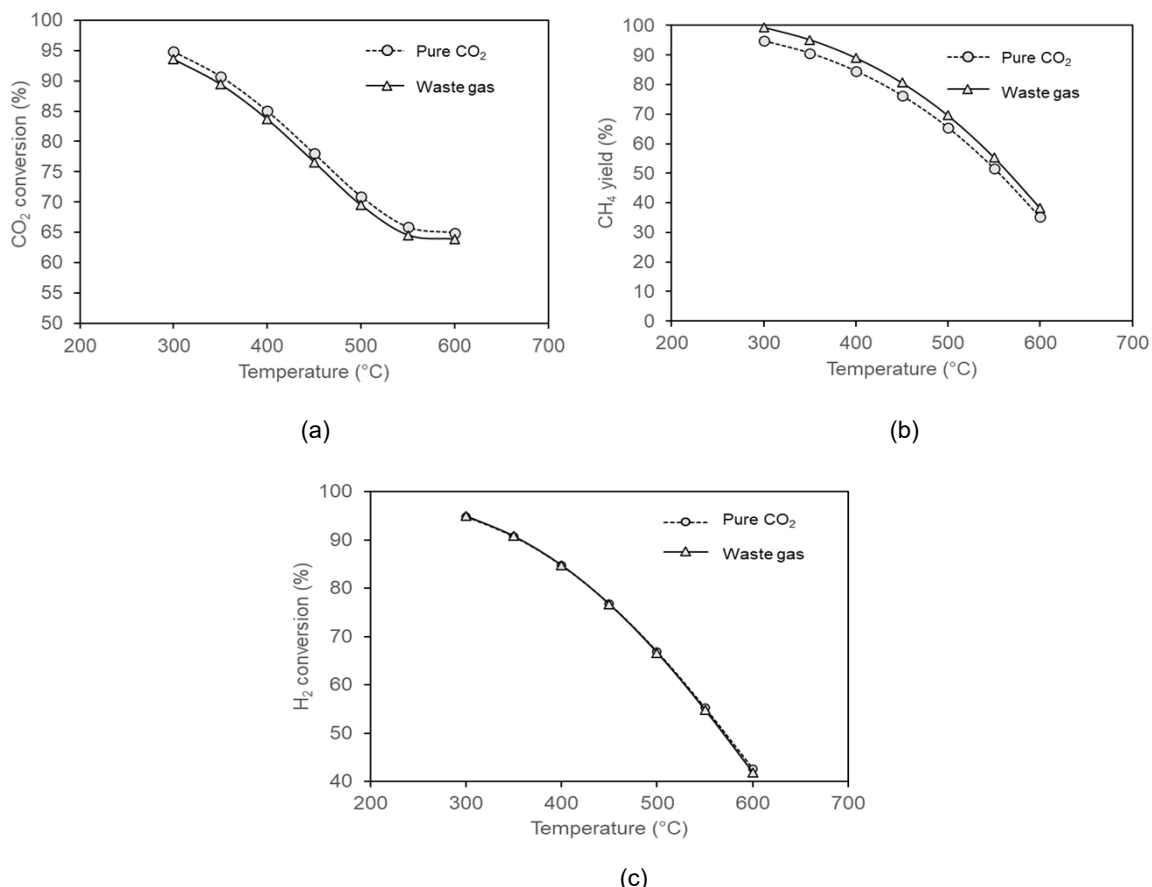 100
95
90
85
80
75
70
65
60
55
50
200 300 400 500 600 700
CO₂ conversion (%)
Temperature (°C)
Pure CO₂
Waste gas
(a)
100
90
80
70
60
50
40
30
20
10
0
200 300 400 500 600 700
CH₄ yield (%)
Temperature (°C)
Pure CO₂
Waste gas
(b)
100
90
80
70
60
50
40
200 300 400 500 600 700
H₂ conversion (%)
Temperature (°C)
Pure CO₂
Waste gas
(c)